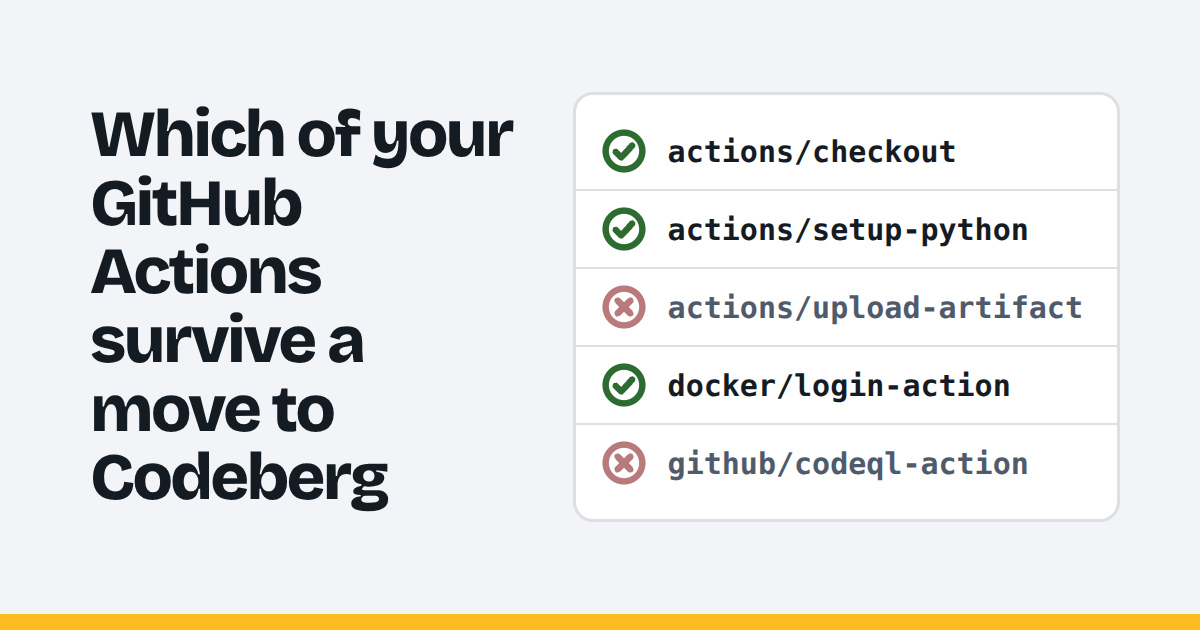 Which of your
GitHub
Actions
survive a
move to
Codeberg
actions/checkout
actions/setup-python
actions/upload-artifact
docker/login-action
github/codeql-action